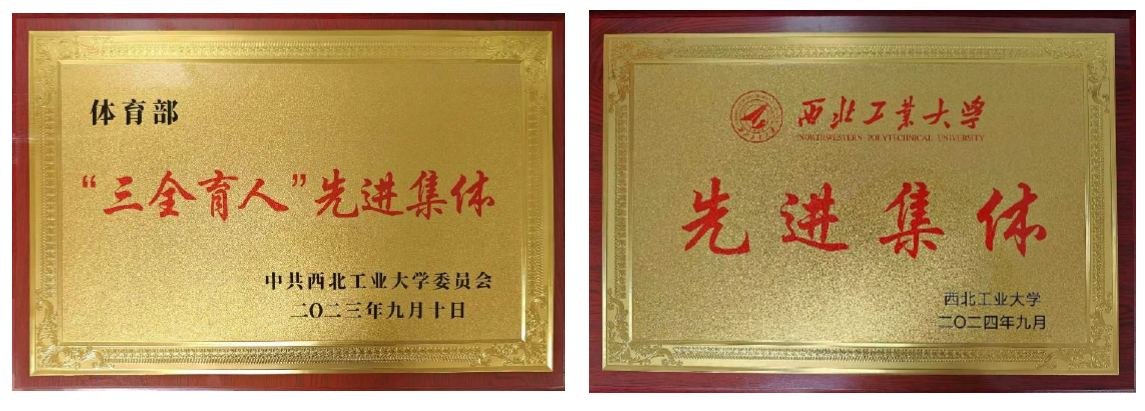 体育部
“三全育人”先进集体
中共西北工业大学委员会
二〇二三年九月十日
西北工业大学
NORTHWESTERN POLYTECHNICAL UNIVERSITY
先进集体
西北工业大学
二〇二四年九月